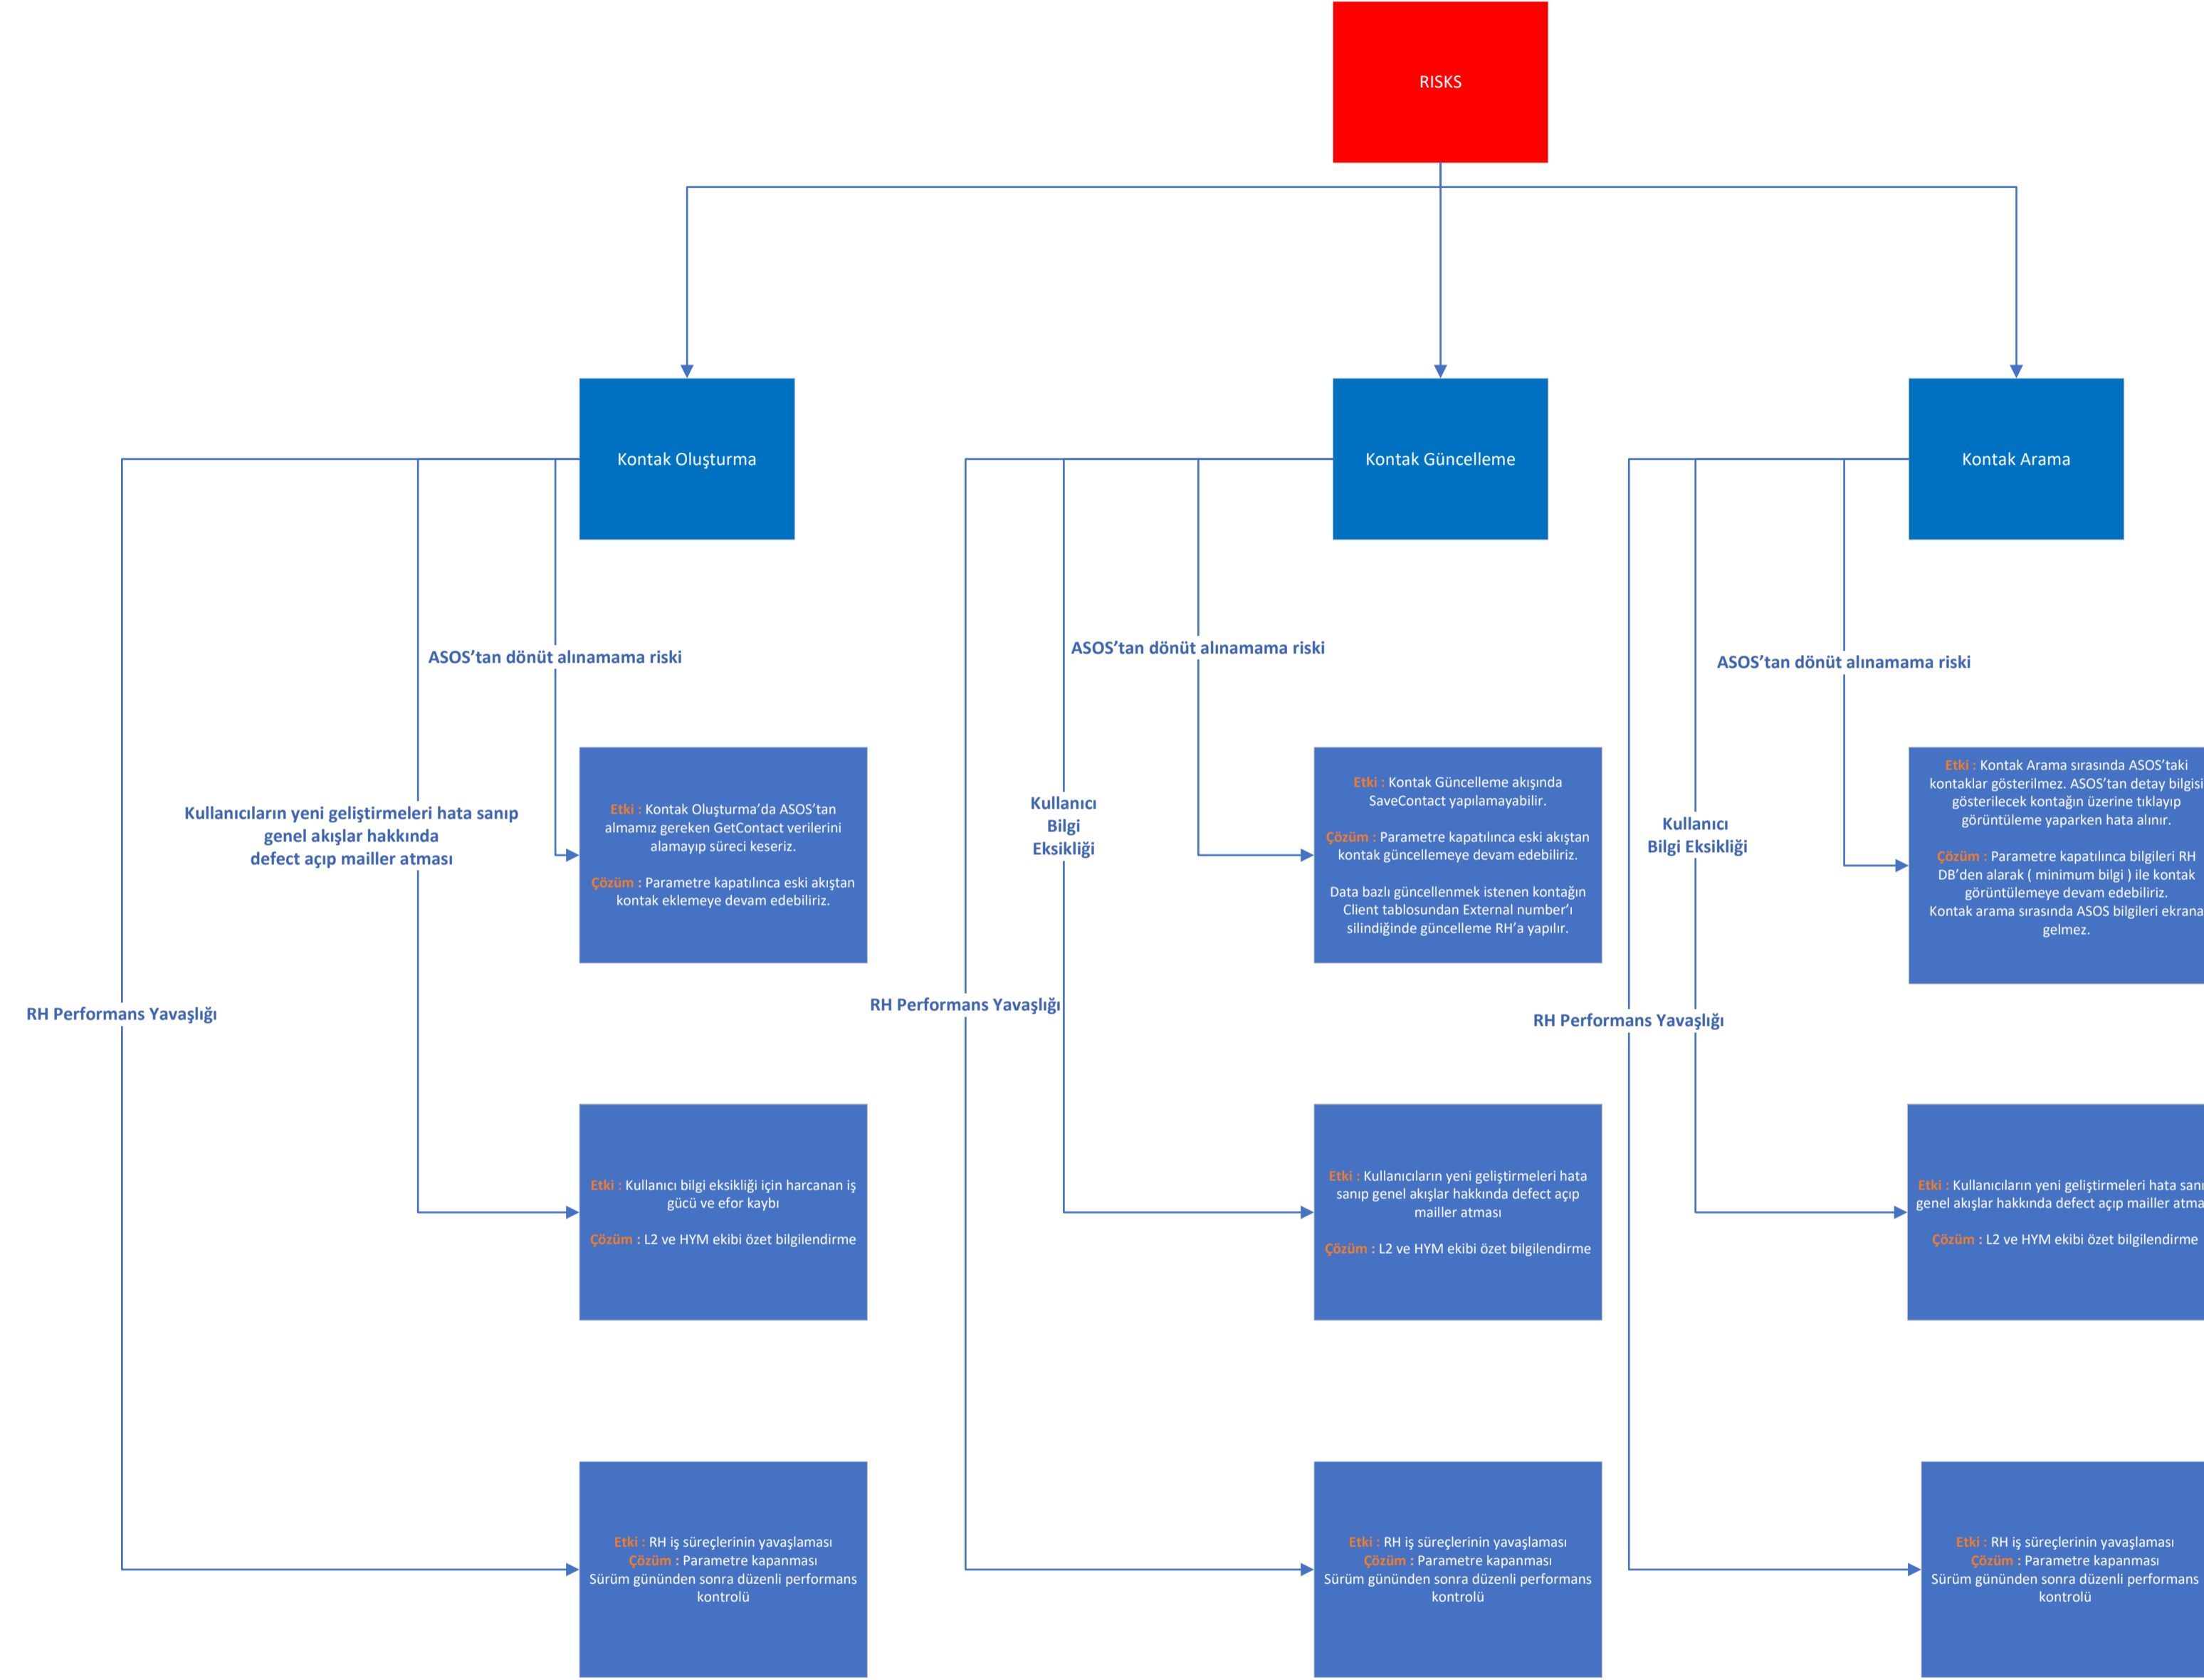 RISKS
Kontak Oluşturma
Kontak Güncelleme
Kontak Arama
ASOS’tan dönüt alınamama riski
ASOS’tan dönüt alınamama riski
ASOS’tan dönüt alınamama riski
Kullanıcıların yeni geliştirmeleri hata sanıp
genel akışlar hakkında
defect açıp mailler atması
Etki : Kontak Oluşturma’da ASOS’tan
almamız gereken GetContact verilerini
alamayıp süreci keseriz.
Çözüm : Parametre kapatılınca eski akıştan
kontak eklemeye devam edebiliriz.
Kullanıcı
Bilgi
Eksikliği
Etki : Kontak Güncelleme akışında
SaveContact yapılamayabilir.
Çözüm : Parametre kapatılınca eski akıştan
kontak güncellemeye devam edebiliriz.
Data bazlı güncellenmek istenen kontağın
Client tablosundan External number’ı
silindiğinde güncelleme RH’a yapılır.
Kullanıcı
Bilgi Eksikliği
Etki : Kontak Arama sırasında ASOS’taki
kontaklar gösterilmez. ASOS’tan detay bilgisi
gösterilecek kontağın üzerine tıklayıp
görüntüleme yaparken hata alınır.
Çözüm : Parametre kapatılınca bilgileri RH
DB’den alarak ( minimum bilgi ) ile kontak
görüntülemeye devam edebiliriz.
Kontak arama sırasında ASOS bilgileri ekrana
gelmez.
RH Performans Yavaşlığı
RH Performans Yavaşlığı
RH Performans Yavaşlığı
Etki : Kullanıcı bilgi eksikliği için harcanan iş
gücü ve efor kaybı
Çözüm : L2 ve HYM ekibi özet bilgilendirme
Etki : Kullanıcıların yeni geliştirmeleri hata
sanıp genel akışlar hakkında defect açıp
mailler atması
Çözüm : L2 ve HYM ekibi özet bilgilendirme
Etki : Kullanıcıların yeni geliştirmeleri hata
genel akışlar hakkında defect açıp mailler
Çözüm : L2 ve HYM ekibi özet bilgilendirme
Etki : RH iş süreçlerinin yavaşlaması
Çözüm : Parametre kapanması
Sürüm gününden sonra düzenli performans
kontrolü
Etki : RH iş süreçlerinin yavaşlaması
Çözüm : Parametre kapanması
Sürüm gününden sonra düzenli performans
kontrolü
Etki : RH iş süreçlerinin yavaşlaması
Çözüm : Parametre kapanması
Sürüm gününden sonra düzenli performans
kontrolü